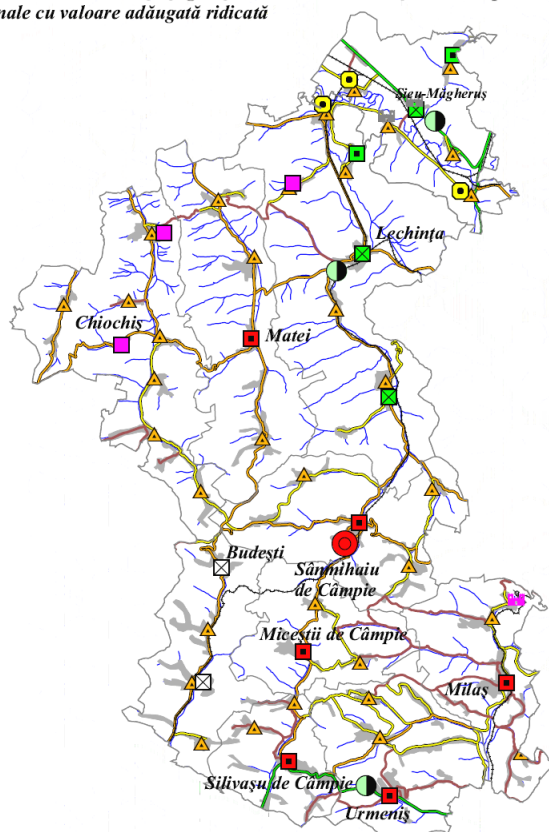 nale cu valoare adăugată ridicată
Șieu-Măgheruș
Lechința
Chiochiș
Matei
Budești
Sânmihaiu
de Câmpie
Miceștii de Câmpie
Milaș
Silivașu de Câmpie
Urmeniș